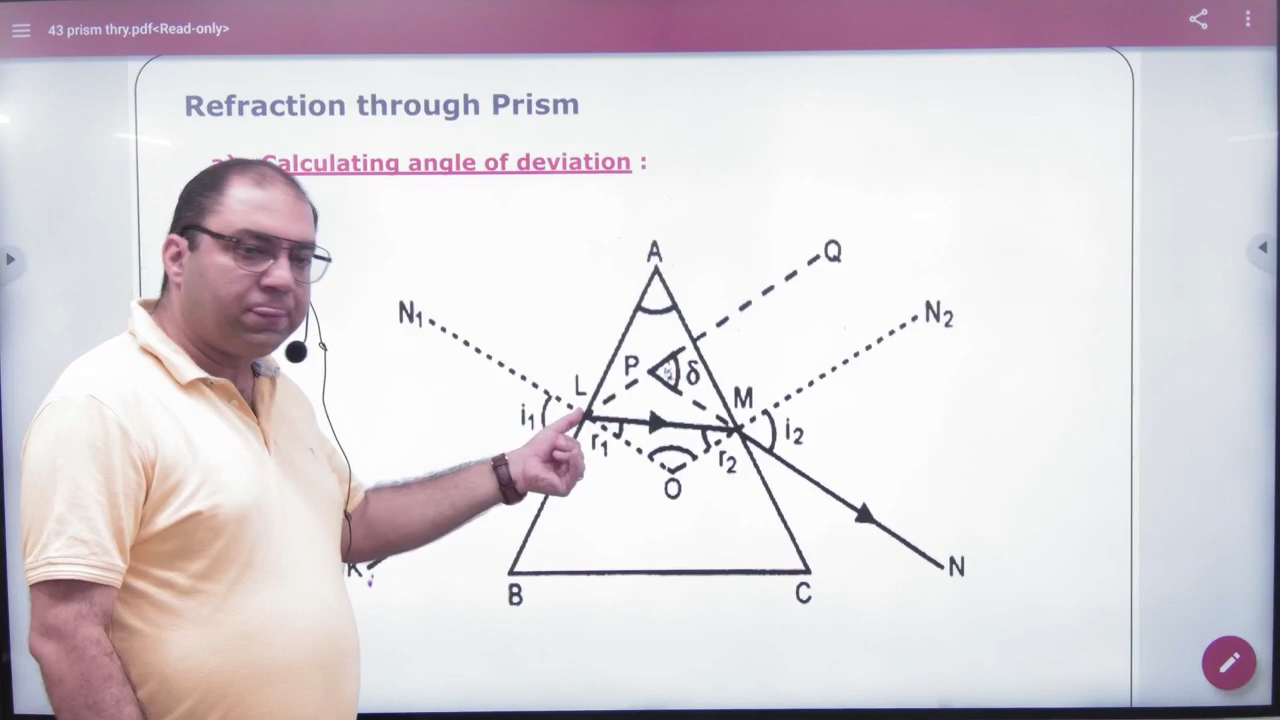 43 prism thry.pdf<Read-only>
Refraction through Prism
a) Calculating angle of deviation :
A
Q
N₁
N₂
P
δ
L
M
i₁
r₁
r₂
i₂
O
K
N
B
C